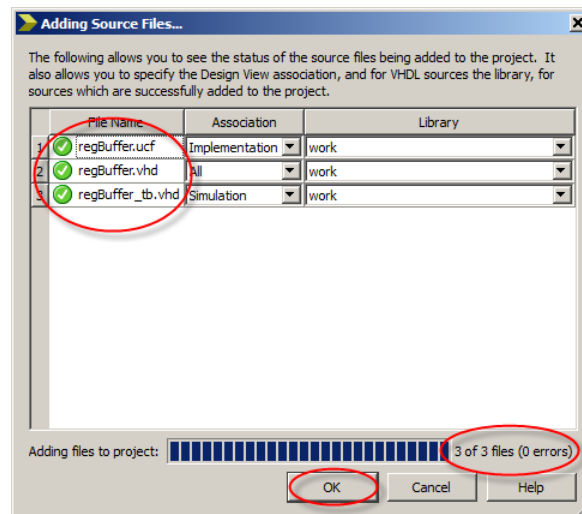 Adding Source Files...
The following allows you to see the status of the source files being added to the project. It
also allows you to specify the Design View association, and for VHDL sources the library, for
sources which are successfully added to the project.
File Name Association Library
1 regBuffer.ucf Implementation work
2 regBuffer.vhd All work
3 regBuffer_tb.vhd Simulation work
Adding files to project: 3 of 3 files (0 errors)
OK Cancel Help